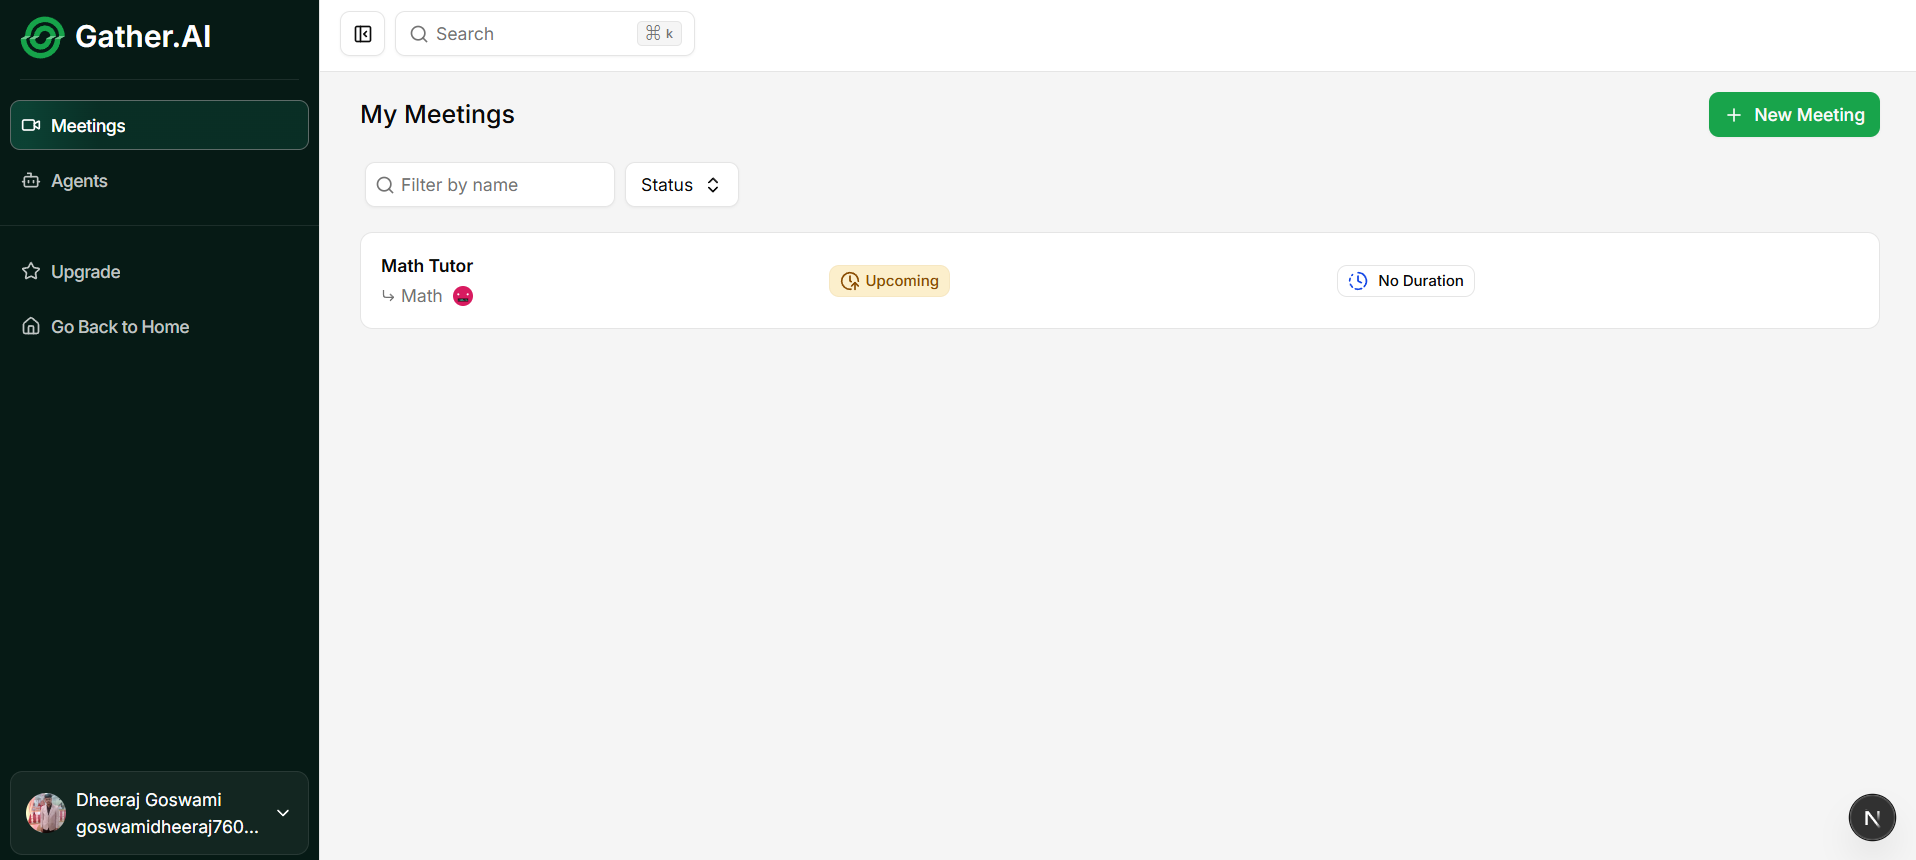 Gather.AI
Search
⌘ k
Meetings
Agents
Upgrade
Go Back to Home
My Meetings
New Meeting
Filter by name
Status
Math Tutor
Math
Upcoming
No Duration
Dheeraj Goswami
goswamidheeraj760...
N